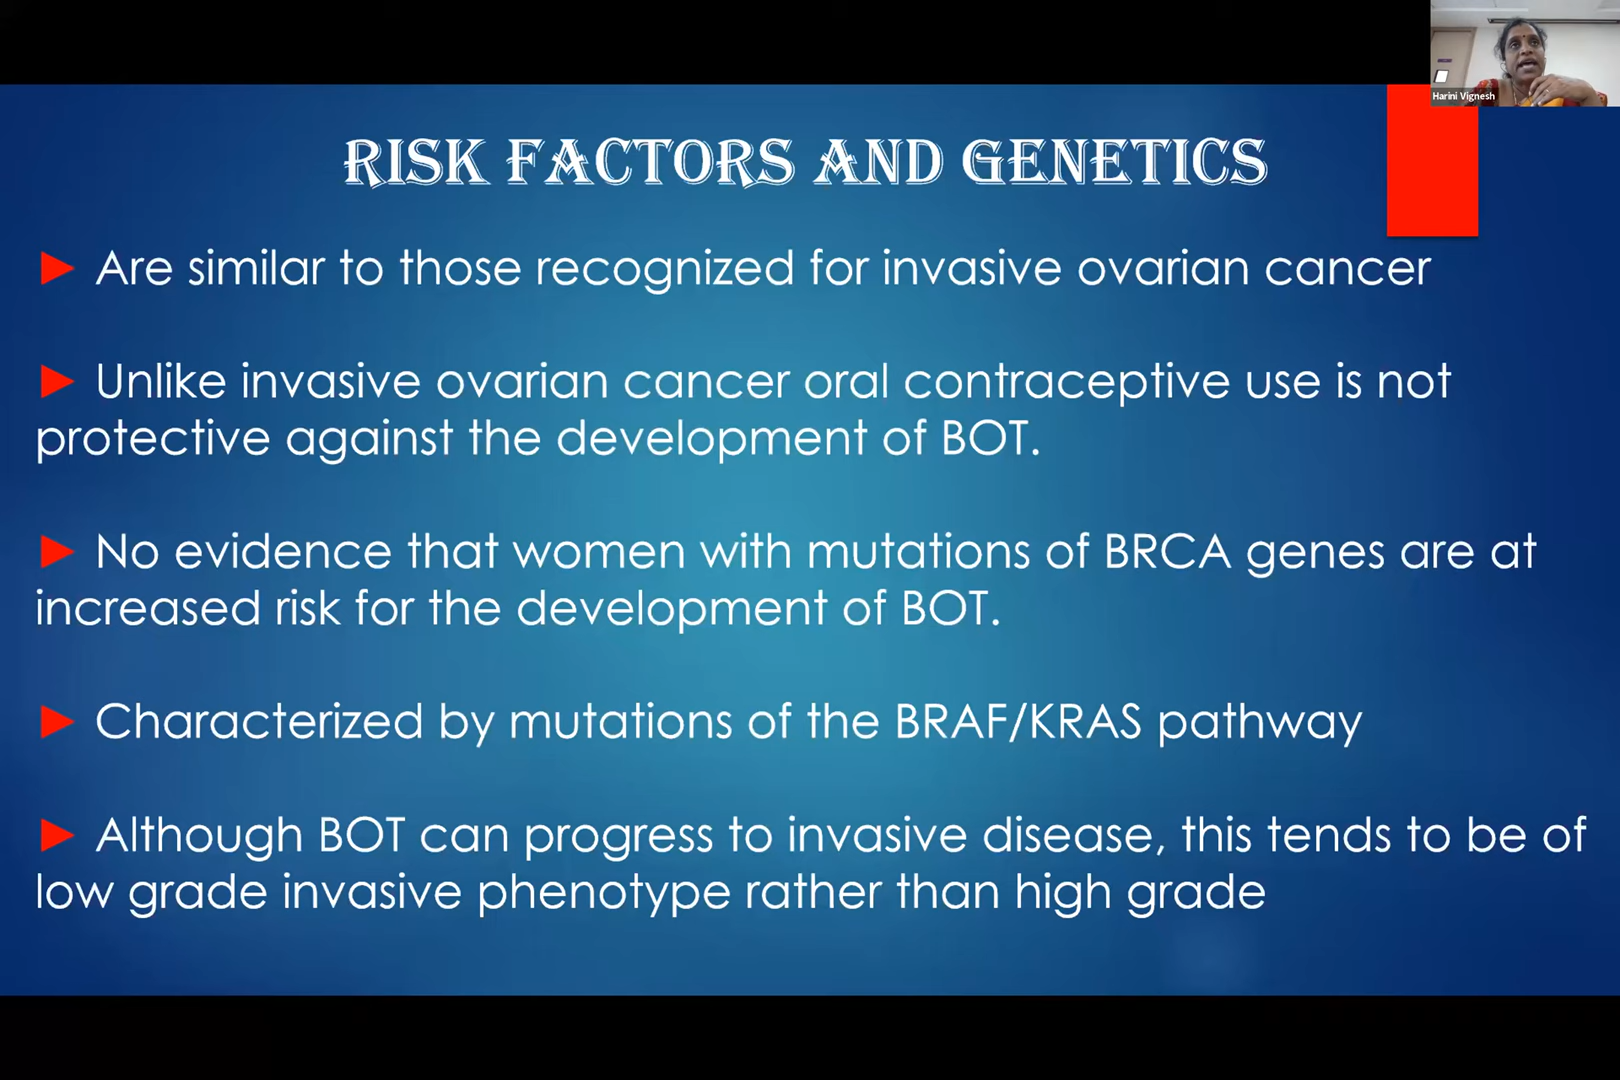 Harini Vignesh
RISK FACTORS AND GENETICS
► Are similar to those recognized for invasive ovarian cancer
► Unlike invasive ovarian cancer oral contraceptive use is not
protective against the development of BOT.
► No evidence that women with mutations of BRCA genes are at
increased risk for the development of BOT.
► Characterized by mutations of the BRAF/KRAS pathway
► Although BOT can progress to invasive disease, this tends to be of
low grade invasive phenotype rather than high grade